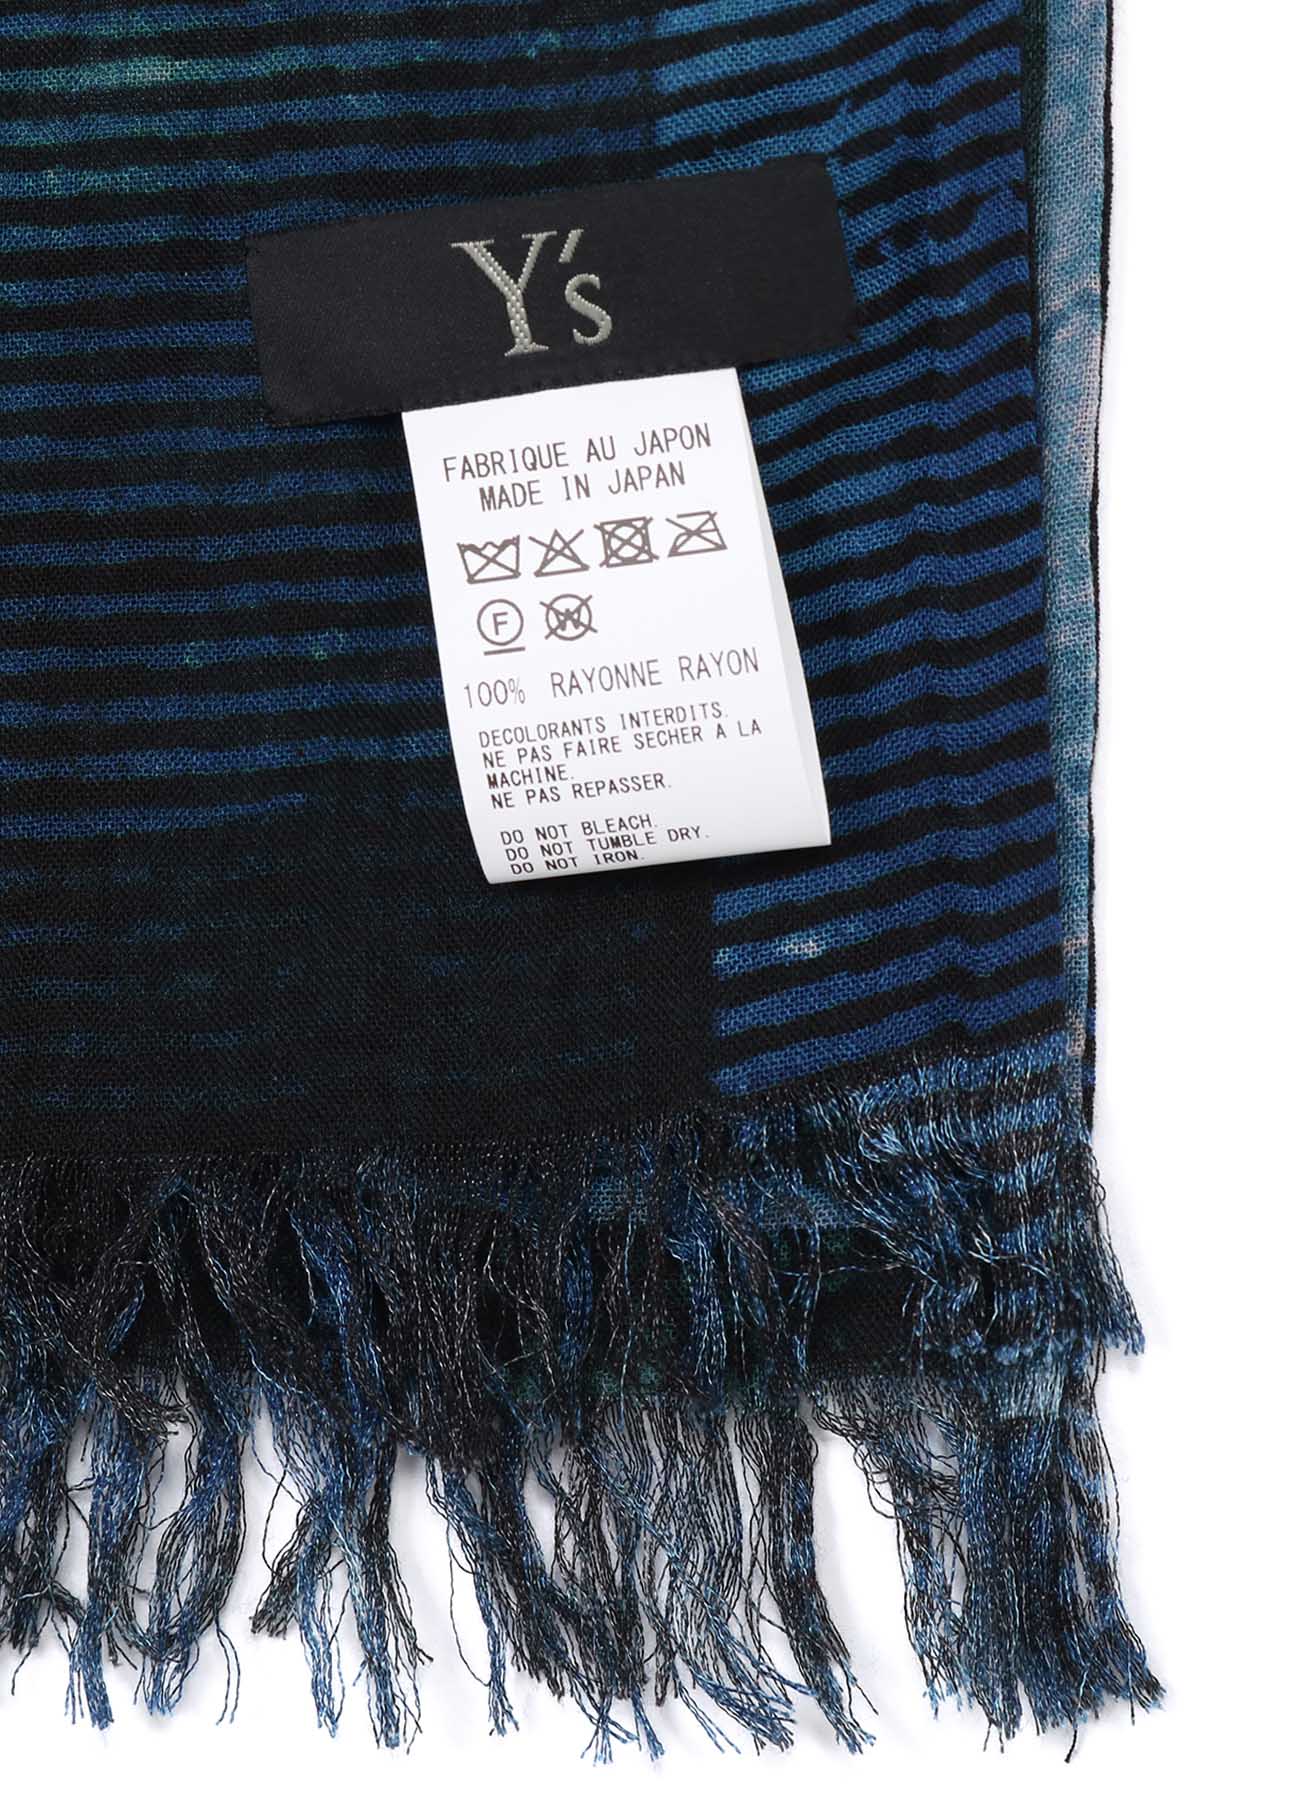 Y's
FABRIQUE AU JAPON
MADE IN JAPAN
F
W
100% RAYONNE RAYON
DECOLORANTS INTERDITS.
NE PAS FAIRE SECHER A LA
MACHINE.
NE PAS REPASSER.
DO NOT BLEACH.
DO NOT TUMBLE DRY.
DO NOT IRON.